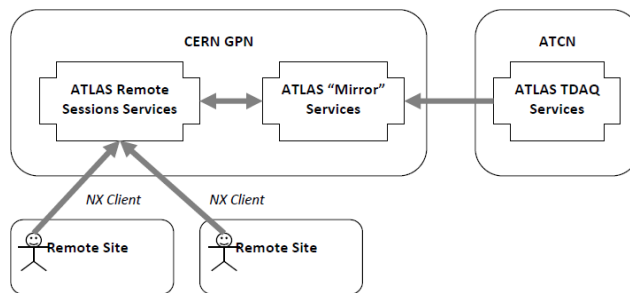 CERN GPN
ATCN
ATLAS Remote
Sessions Services
ATLAS “Mirror”
Services
ATLAS TDAQ
Services
NX Client
NX Client
Remote Site
Remote Site